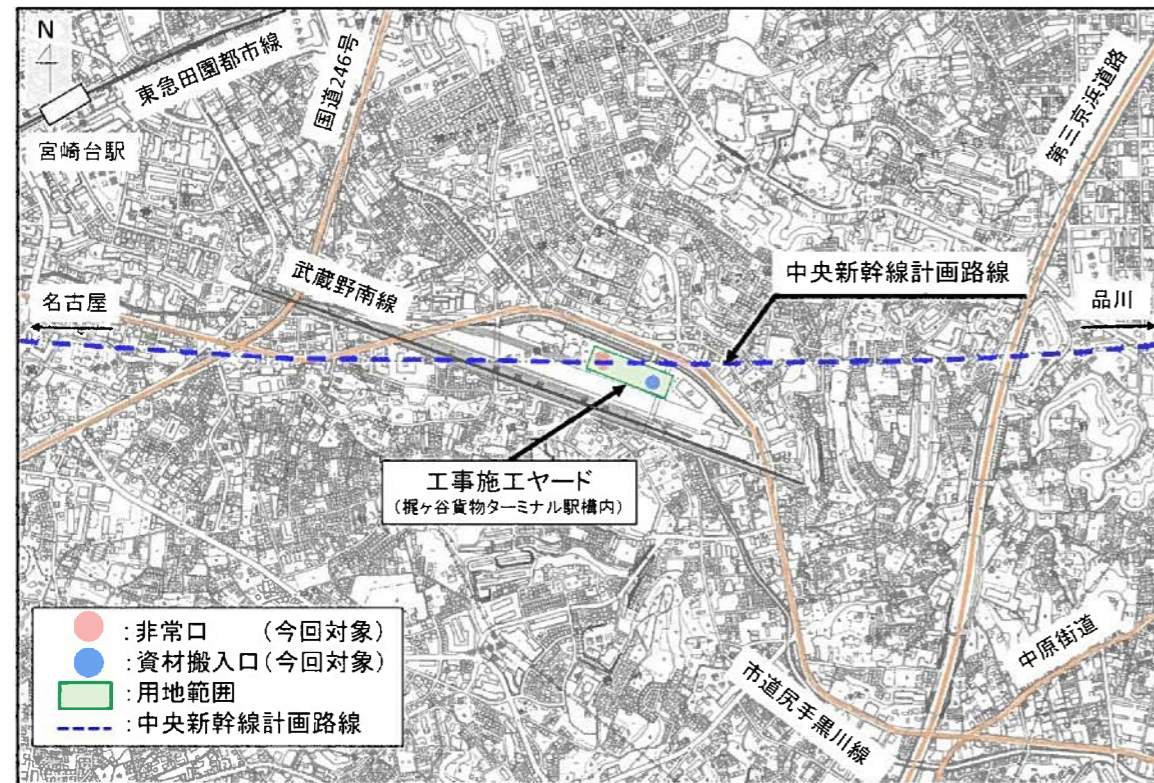 N
東急田園都市線
国道246号
第三京浜道路
宮崎台駅
武蔵野南線
中央新幹線計画路線
名古屋
品川
工事施工ヤード
(梶ヶ谷貨物ターミナル駅構内)
:非常口 (今回対象)
:資材搬入口(今回対象)
:用地範囲
:中央新幹線計画路線
中原街道
市道尻手黒川線